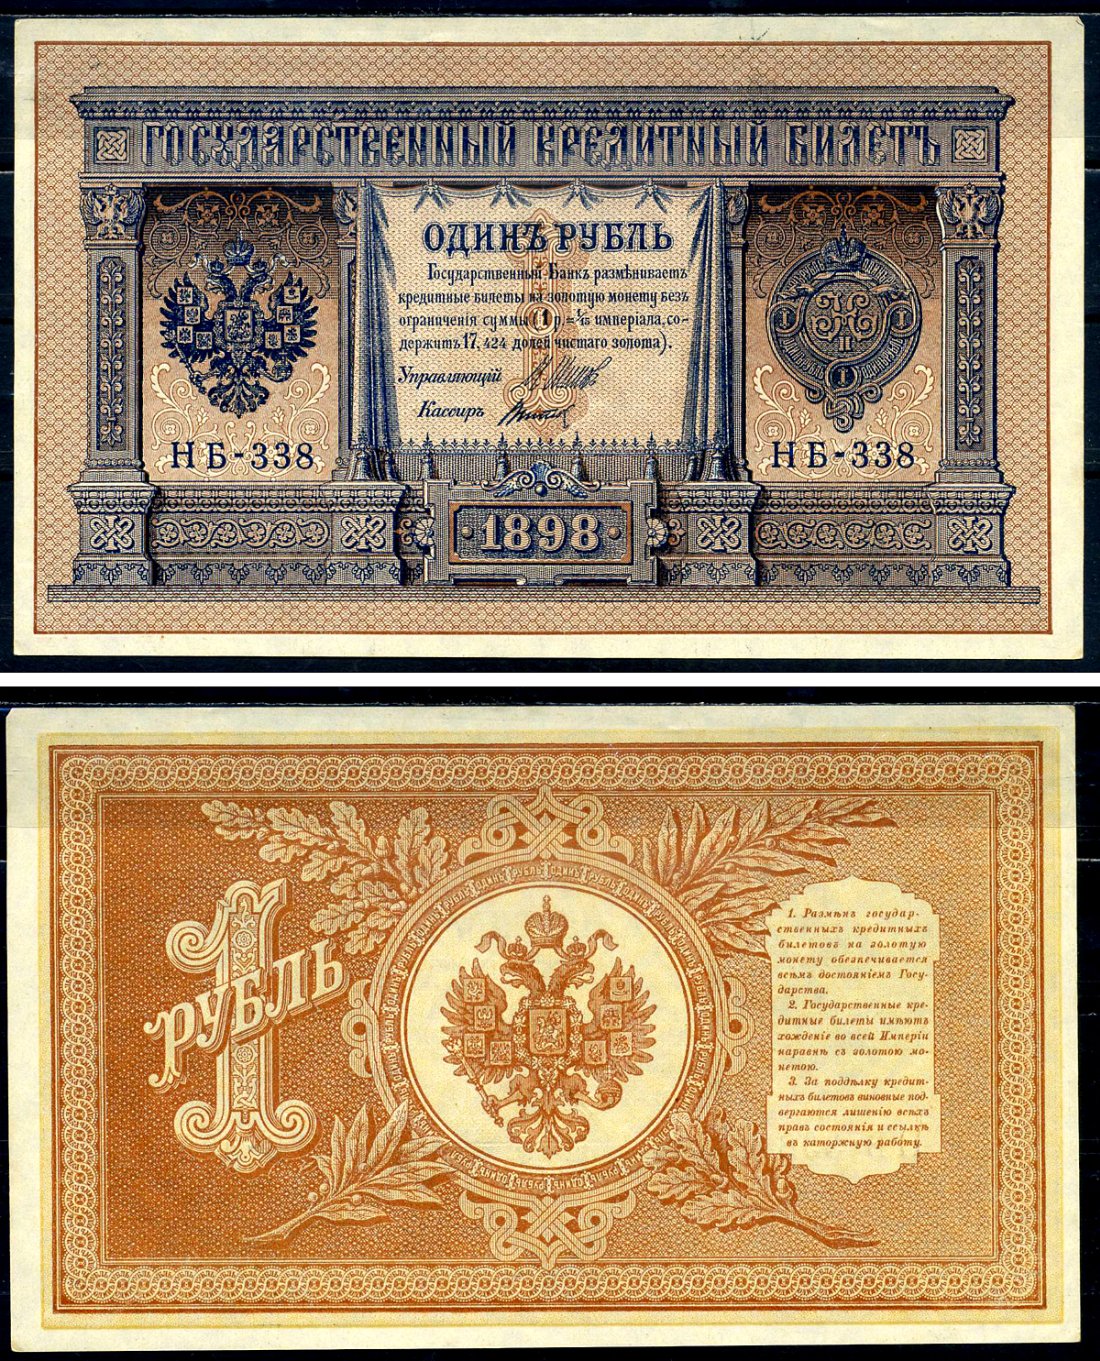 ГОСУДАРСТВЕННЫЙ КРЕДИТНЫЙ БИЛЕТЪ
ОДИНЪ РУБЛЬ
Государственный Банкъ размѣниваетъ
кредитные билеты на золотую монету безъ
ограниченія суммы (1 р. = 1/15 имперіала, со-
держитъ 17,424 долей чистаго золота).
Управляющій
Кассиръ
НБ-338
НБ-338
1898
1
РУБЛЬ
1. Размѣнъ государ-
ственныхъ кредитныхъ
билетовъ на золотую
монету обезпечивается
всѣмъ достояніемъ Госу-
дарства.
2. Государственные кре-
дитные билеты имѣютъ
хожденіе во всей Имперіи
наравнѣ съ золотою мо-
нетою.
3. За поддѣлку кредит-
ныхъ билетовъ виновные под-
вергаются лишенію всѣхъ
правъ состоянія и ссылкѣ
въ каторжную работу.